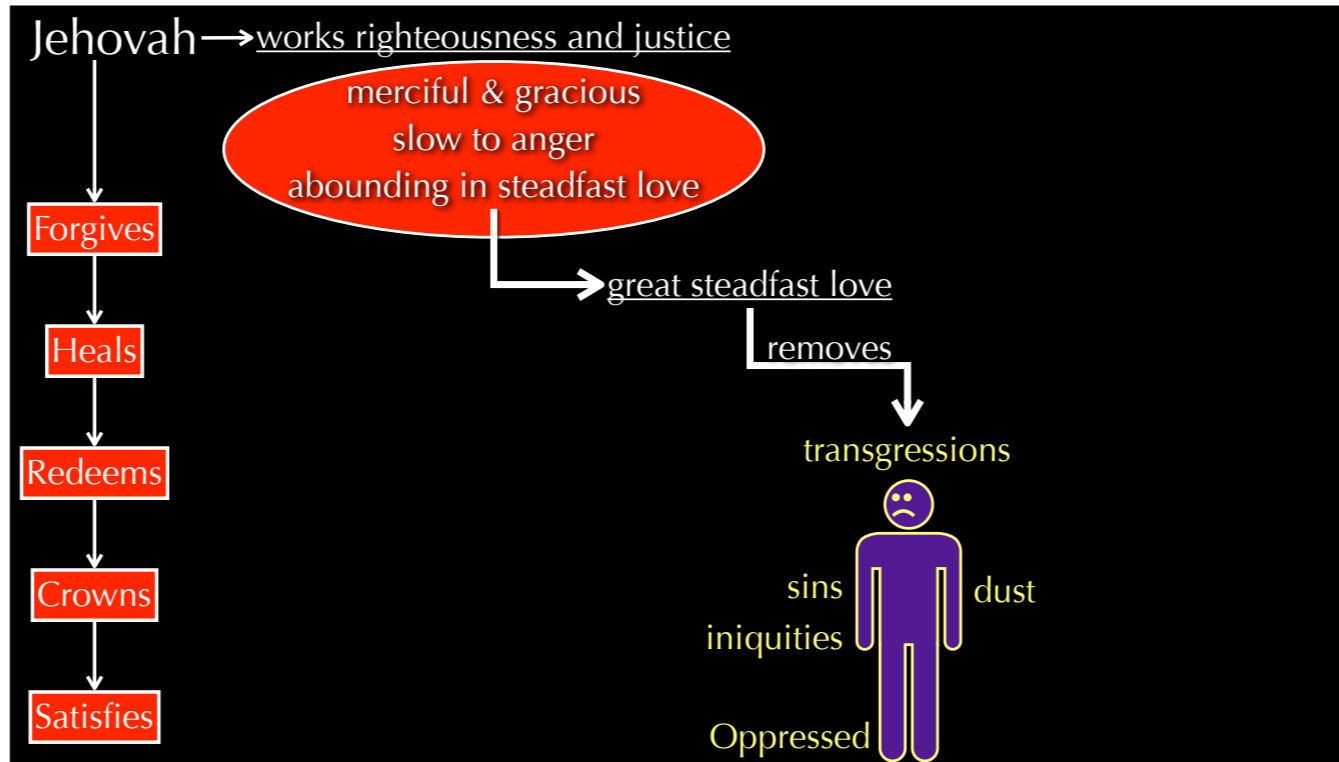 Jehovah works righteousness and justice
merciful & gracious
slow to anger
abounding in steadfast love
Forgives
great steadfast love
Heals
removes
Redeems
transgressions
Crowns
sins
dust
iniquities
Satisfies
Oppressed